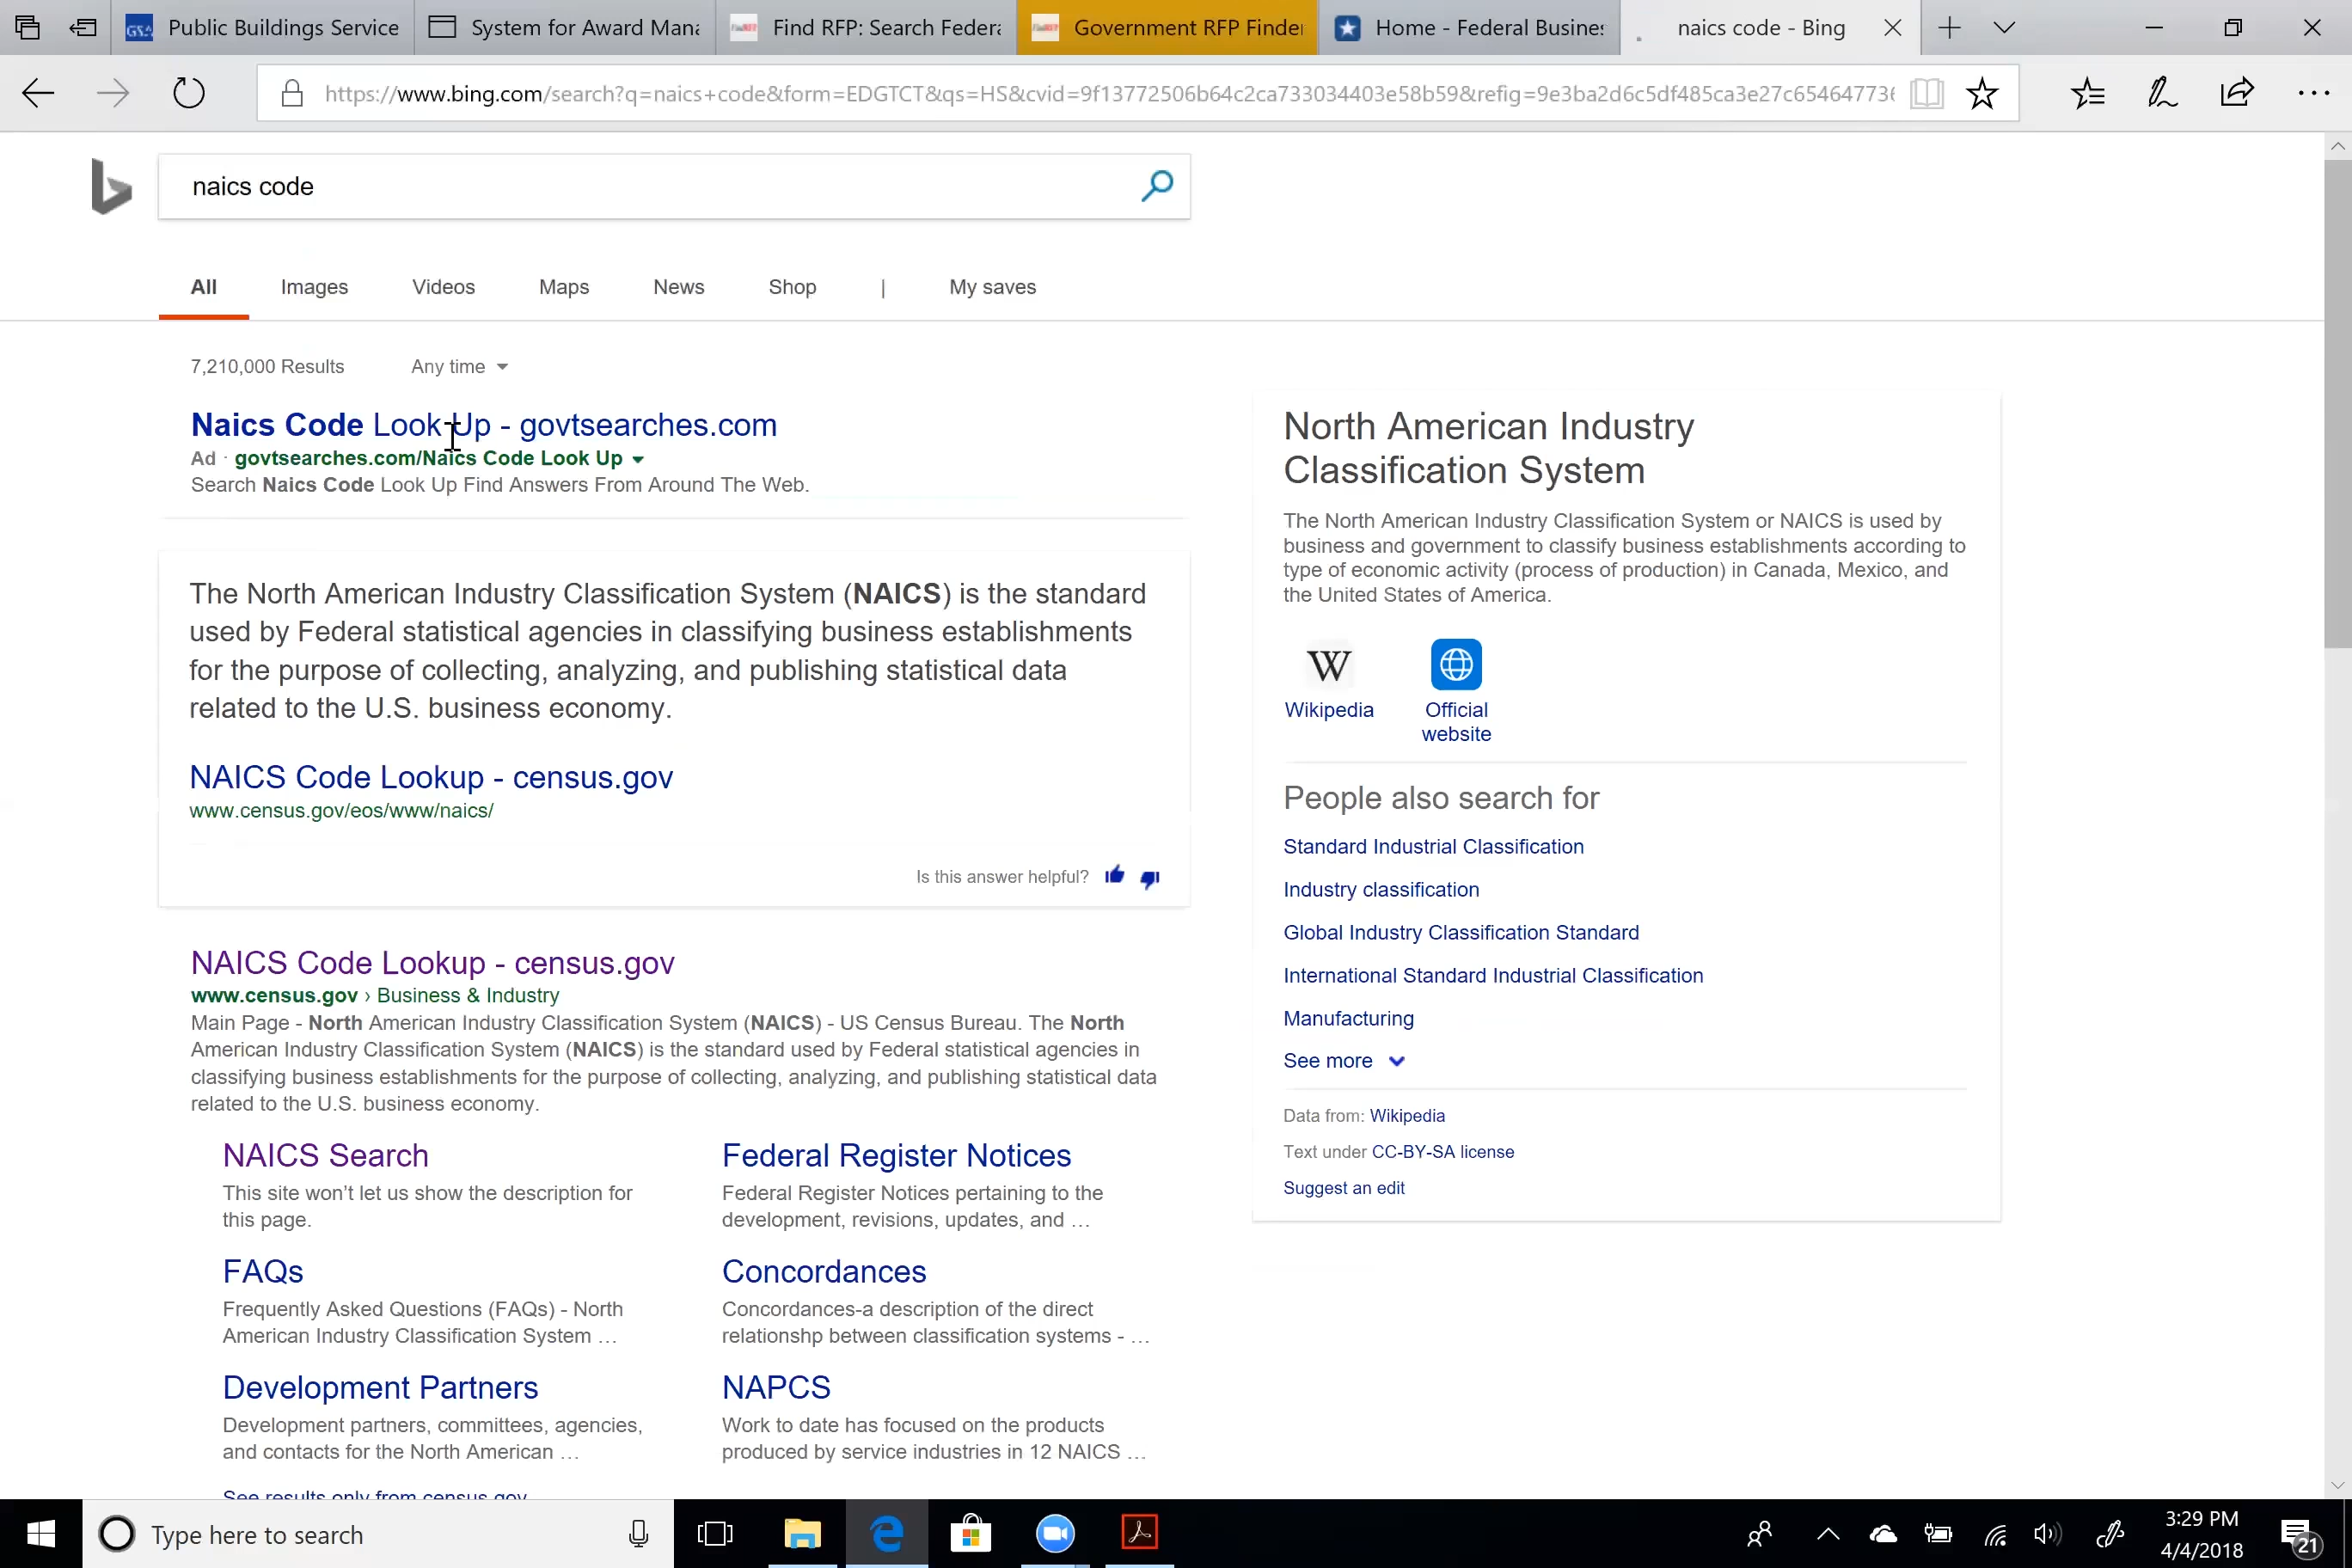 Public Buildings Service
System for Award Mana
Find RFP: Search Federa
Government RFP Finder
Home - Federal Busines
naics code - Bing
https://www.bing.com/search?q=naics+code&form=EDGTCT&qs=HS&cvid=9f13772506b64c2ca733034403e58b59&refig=9e3ba2d6c5df485ca3e27c654647736
naics code
All Images Videos Maps News Shop | My saves
7,210,000 Results Any time
Naics Code Look Up - govtsearches.com
Ad · govtsearches.com/Naics Code Look Up
Search Naics Code Look Up Find Answers From Around The Web.
The North American Industry Classification System (NAICS) is the standard
used by Federal statistical agencies in classifying business establishments
for the purpose of collecting, analyzing, and publishing statistical data
related to the U.S. business economy.
NAICS Code Lookup - census.gov
www.census.gov/eos/www/naics/
Is this answer helpful?
NAICS Code Lookup - census.gov
www.census.gov › Business & Industry
Main Page - North American Industry Classification System (NAICS) - US Census Bureau. The North
American Industry Classification System (NAICS) is the standard used by Federal statistical agencies in
classifying business establishments for the purpose of collecting, analyzing, and publishing statistical data
related to the U.S. business economy.
NAICS Search
This site won't let us show the description for
this page.
Federal Register Notices
Federal Register Notices pertaining to the
development, revisions, updates, and ...
FAQs
Frequently Asked Questions (FAQs) - North
American Industry Classification System ...
Concordances
Concordances-a description of the direct
relationshp between classification systems - ...
Development Partners
Development partners, committees, agencies,
and contacts for the North American ...
NAPCS
Work to date has focused on the products
produced by service industries in 12 NAICS ...
See results only from census.gov
North American Industry
Classification System
The North American Industry Classification System or NAICS is used by
business and government to classify business establishments according to
type of economic activity (process of production) in Canada, Mexico, and
the United States of America.
W
Wikipedia
Official
website
People also search for
Standard Industrial Classification
Industry classification
Global Industry Classification Standard
International Standard Industrial Classification
Manufacturing
See more
Data from: Wikipedia
Text under CC-BY-SA license
Suggest an edit
Type here to search
3:29 PM
4/4/2018
21